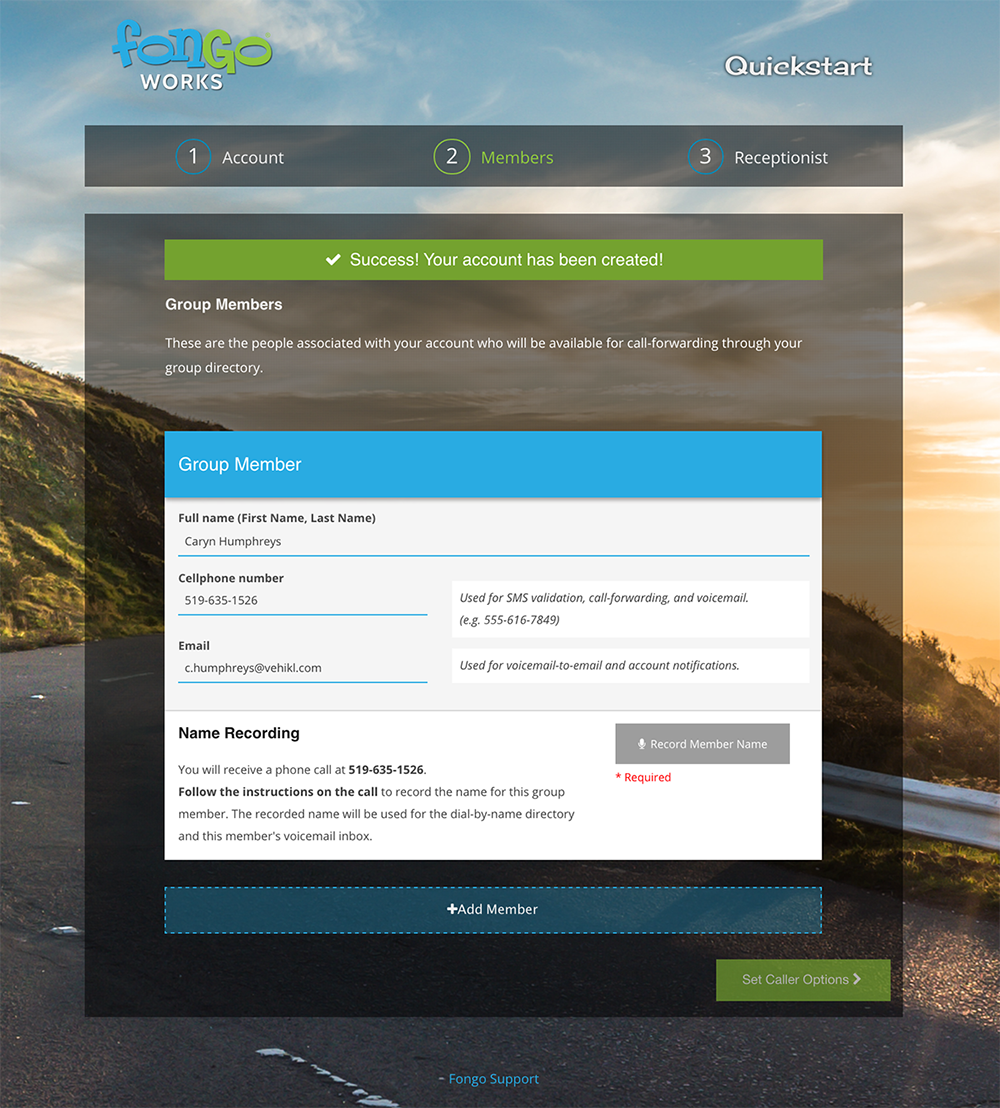 fongo
WORKS
Quickstart
1 Account
2 Members
3 Receptionist
Success! Your account has been created!
Group Members
These are the people associated with your account who will be available for call-forwarding through your
group directory.
Group Member
Full name (First Name, Last Name)
Caryn Humphreys
Cellphone number
519-635-1526
Used for SMS validation, call-forwarding, and voicemail.
(e.g. 555-616-7849)
Email
c.humphreys@vehikl.com
Used for voicemail-to-email and account notifications.
Name Recording
Record Member Name
* Required
You will receive a phone call at 519-635-1526.
Follow the instructions on the call to record the name for this group
member. The recorded name will be used for the dial-by-name directory
and this member's voicemail inbox.
+Add Member
Set Caller Options >
- Fongo Support